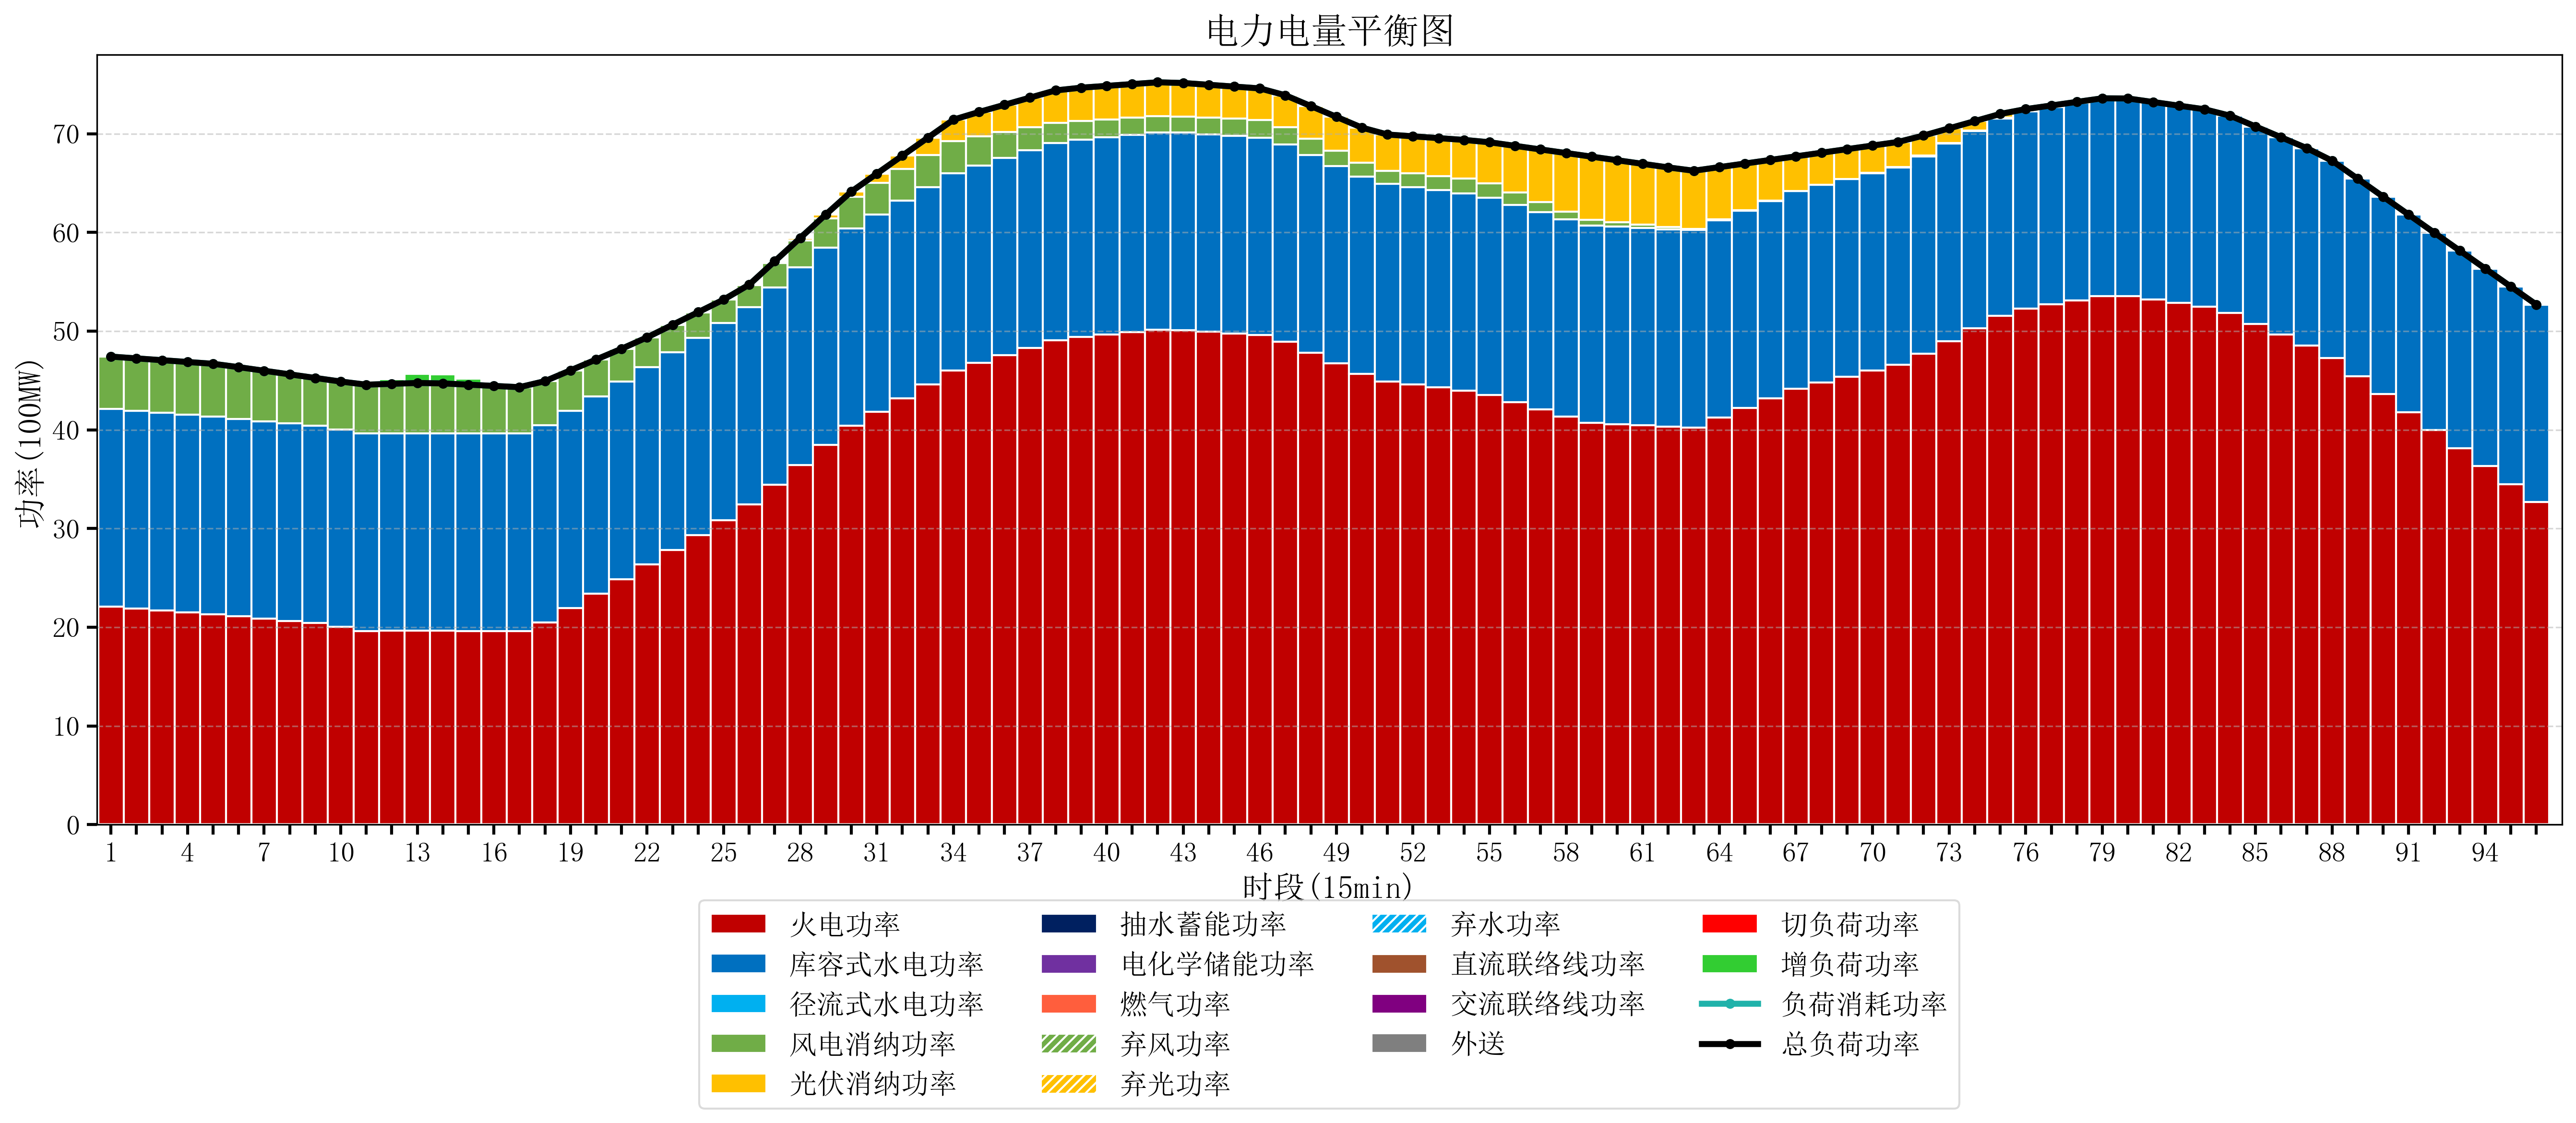 电力电量平衡图
功率(100MW)
70
60
50
40
30
20
10
0
1 4 7 10 13 16 19 22 25 28 31 34 37 40 43 46 49 52 55 58 61 64 67 70 73 76 79 82 85 88 91 94
时段(15min)
火电功率
库容式水电功率
径流式水电功率
风电消纳功率
光伏消纳功率
抽水蓄能功率
电化学储能功率
燃气功率
弃风功率
弃光功率
弃水功率
直流联络线功率
交流联络线功率
外送
切负荷功率
增负荷功率
负荷消耗功率
总负荷功率